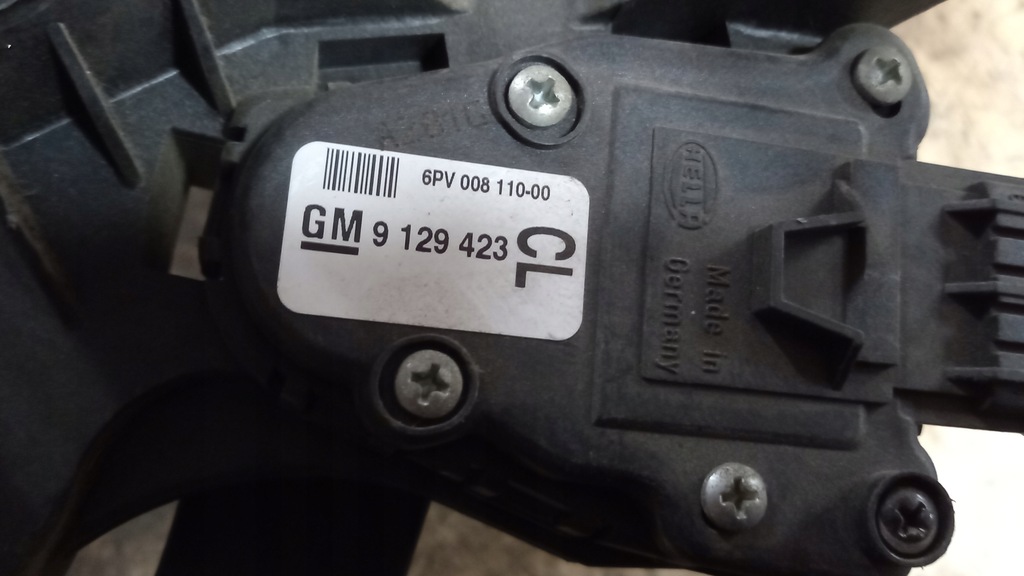 6PV 008 110-00
GM 9 129 423 CL
HELLA
Made in
Germany